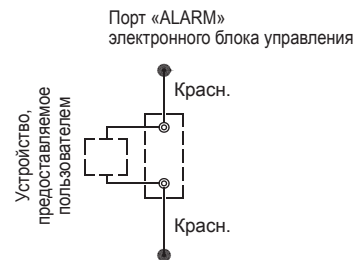 Порт «ALARM»
электронного блока управления
Красн.
Устройство,
предоставляемое
пользователем
Красн.